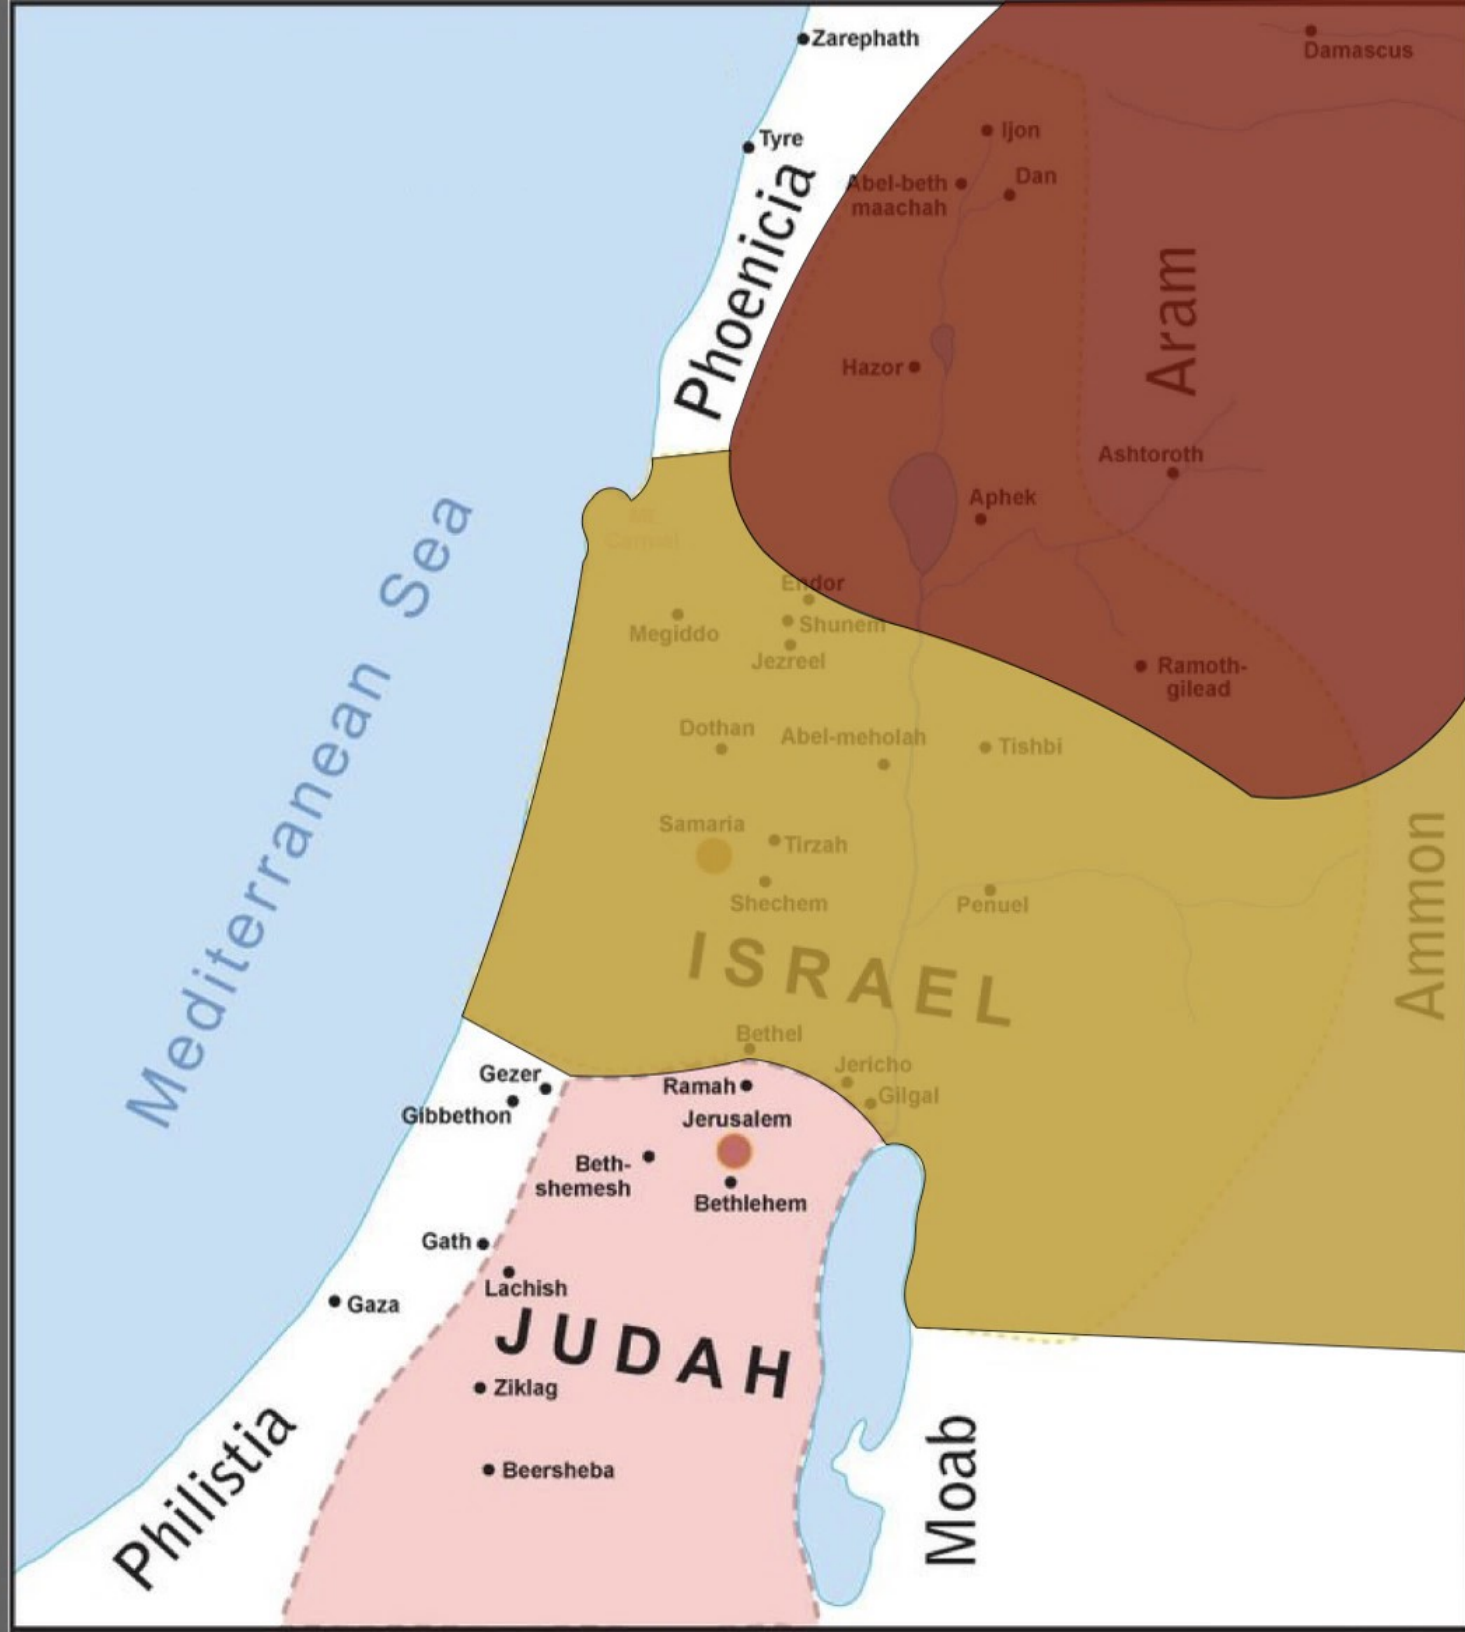 Zarephath
Damascus
Tyre
Ijon
Dan
Abel-beth
maachah
Phoenicia
Aram
Hazor
Ashtoroth
Aphek
Mt
Carmel
Endor
Megiddo
Shunem
Jezreel
Ramoth-
gilead
Mediterranean Sea
Dothan
Abel-meholah
Tishbi
Samaria
Tirzah
Shechem
Penuel
Ammon
ISRAEL
Bethel
Jericho
Gilgal
Gezer
Gibbethon
Ramah
Jerusalem
Beth-
shemesh
Bethlehem
Gath
Lachish
Gaza
JUDAH
Ziklag
Beersheba
Philistia
Moab